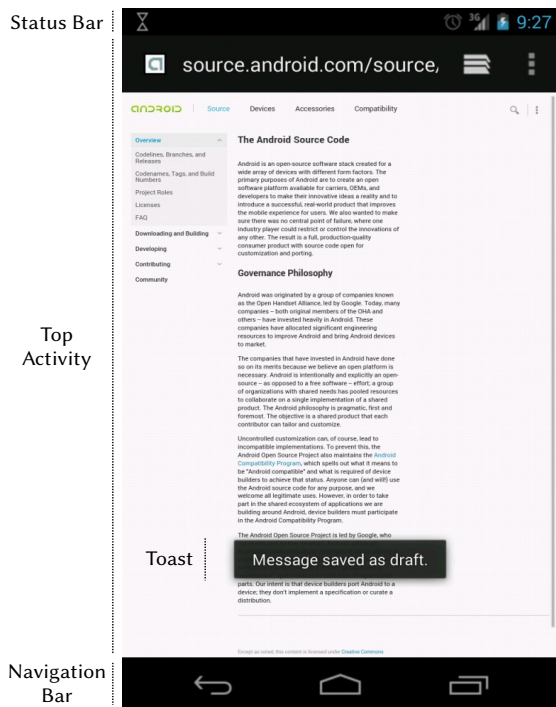 Status Bar
3G
9:27
source.android.com/source,
ANDROID
Source
Devices
Accessories
Compatibility
Overview
Codelines, Branches, and
Releases
Codenames, Tags, and Build
Numbers
Project Roles
Licenses
FAQ
Downloading and Building
Developing
Contributing
Community
The Android Source Code
Android is an open-source software stack created for a
wide array of devices with different form factors. The
primary purposes of Android are to create an open
software platform available for carriers, OEMs, and
developers to make their innovative ideas a reality and to
introduce a successful, real-world product that improves
the mobile experience for users. We also wanted to make
sure there was no central point of failure, where one
industry player could restrict or control the innovations of
any other. The result is a full, production-quality
consumer product with source code open for
customization and porting.
Governance Philosophy
Android was originated by a group of companies known
as the Open Handset Alliance, led by Google. Today, many
companies – both original members of the OHA and
others – have invested heavily in Android. These
companies have allocated significant engineering
resources to improve Android and bring Android devices
to market.
The companies that have invested in Android have done
so on its merits because we believe an open platform is
necessary. Android is intentionally and explicitly an open-
source – as opposed to a free software – effort; a group
of organizations with shared needs has pooled resources
to collaborate on a single implementation of a shared
product. The Android philosophy is pragmatic, first and
foremost. The objective is a shared product that each
contributor can tailor and customize.
Uncontrolled customization can, of course, lead to
incompatible implementations. To prevent this, the
Android Open Source Project also maintains the Android
Compatibility Program, which spells out what it means to
be "Android compatible" and what is required of device
builders to achieve that status. Anyone can (and will!) use
the Android source code for any purpose, and we
welcome all legitimate uses. However, in order to take
part in the shared ecosystem of applications we are
building around Android, device builders must participate
in the Android Compatibility Program.
The Android Open Source Project is led by Google, who
Top
Activity
Toast
Message saved as draft.
parts. Our intent is that device builders port Android to a
device; they don't implement a specification or curate a
distribution.
Except as noted, this content is licensed under Creative Commons
Navigation
Bar